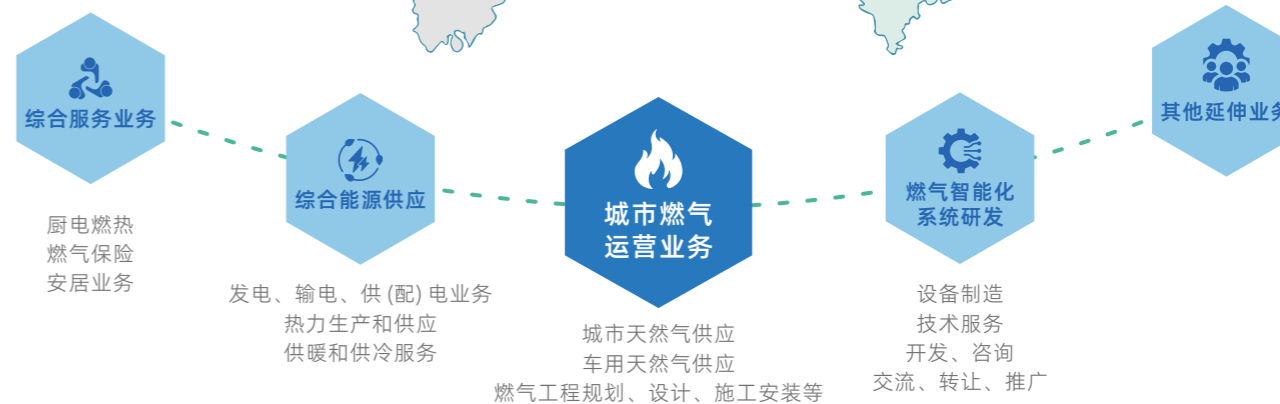 综合服务业务
厨电燃热
燃气保险
安居业务
综合能源供应
发电、输电、供 (配) 电业务
热力生产和供应
供暖和供冷服务
城市燃气
运营业务
城市天然气供应
车用天然气供应
燃气工程规划、设计、施工安装等
燃气智能化
系统研发
设备制造
技术服务
开发、咨询
交流、转让、推广
其他延伸业务